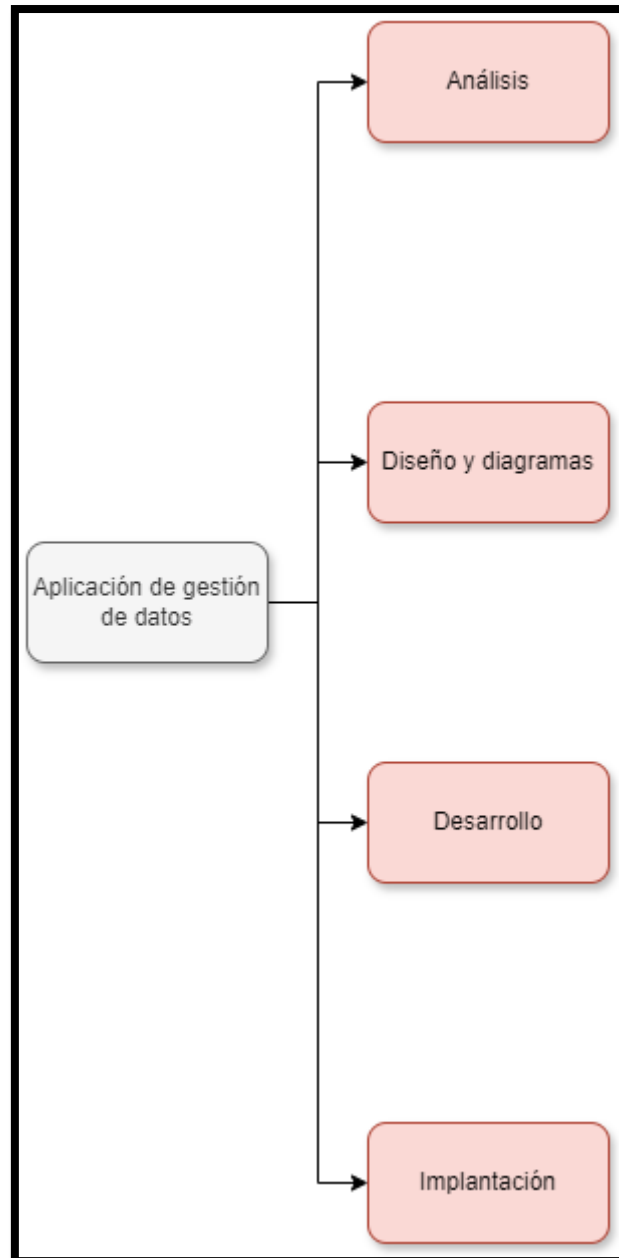 Análisis
Diseño y diagramas
Aplicación de gestión
de datos
Desarrollo
Implantación